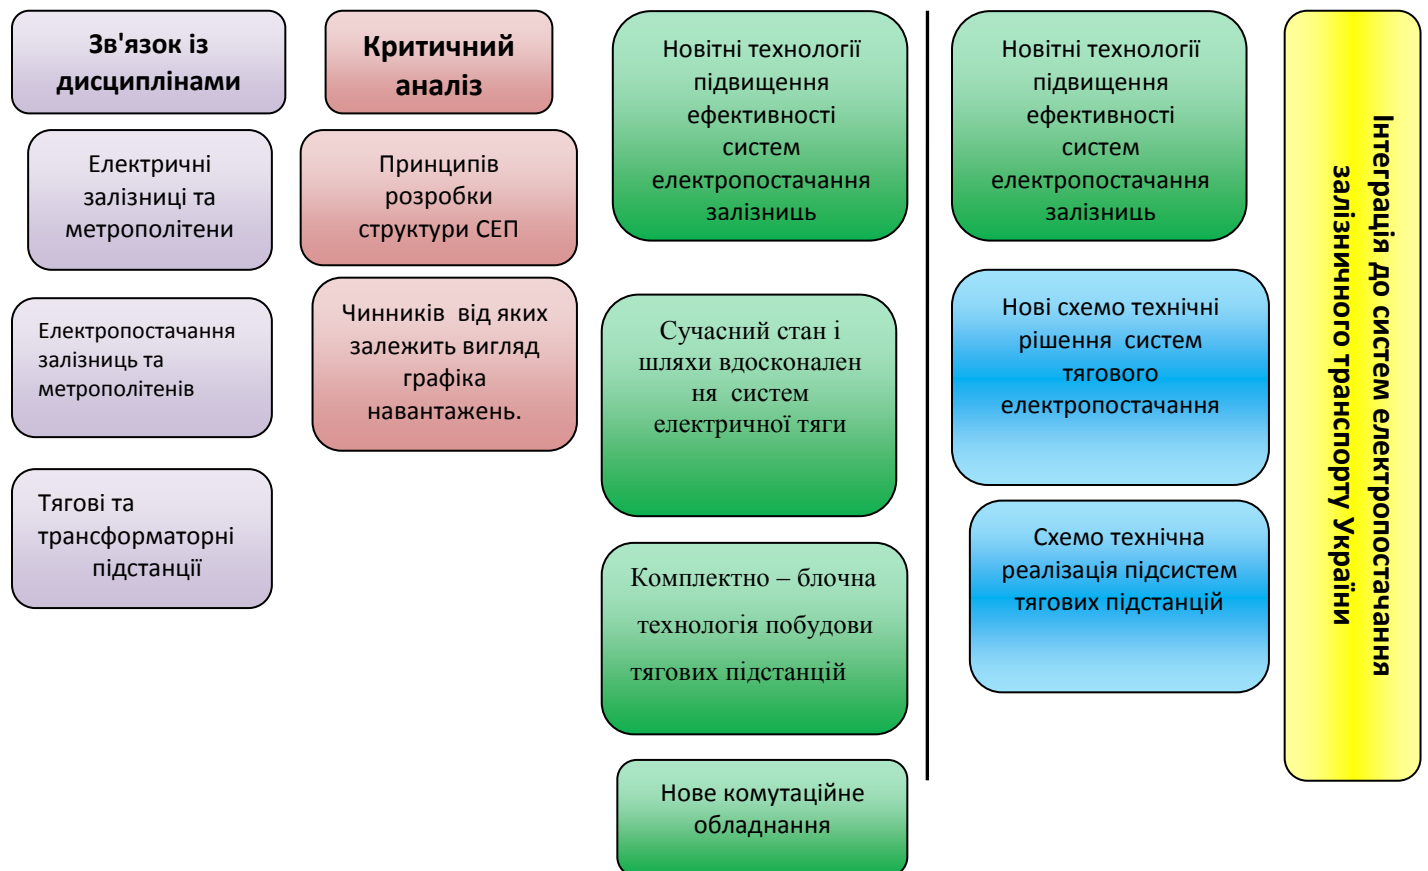 Зв'язок із
дисциплінами
Електричні
залізниці та
метрополітени
Електропостачання
залізниць та
метрополітенів
Тягові та
трансформаторні
підстанції
Критичний
аналіз
Принципів
розробки
структури СЕП
Чинників від яких
залежить вигляд
графіка
навантажень.
Новітні технології
підвищення
ефективності
систем
електропостачання
залізниць
Сучасний стан і
шляхи вдосконален
ня систем
електричної тяги
Комплектно – блочна
технологія побудови
тягових підстанцій
Нове комутаційне
обладнання
Новітні технології
підвищення
ефективності
систем
електропостачання
залізниць
Нові схемо технічні
рішення систем
тягового
електропостачання
Схемо технічна
реалізація підсистем
тягових підстанцій
Інтеграція до систем електропостачання
залізничного транспорту України